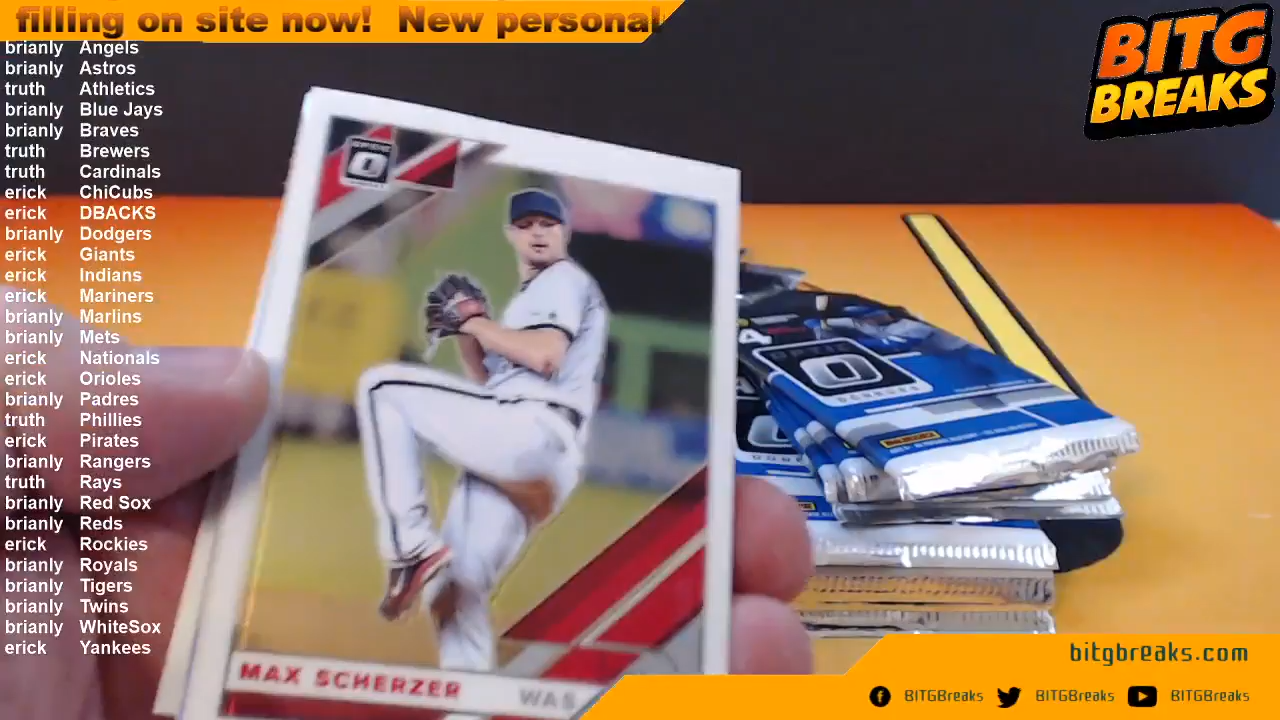 filling on site now! New personal
BITG
BREAKS
brianly Angels
brianly Astros
truth Athletics
brianly Blue Jays
brianly Braves
truth Brewers
truth Cardinals
erick ChiCubs
erick DBACKS
brianly Dodgers
erick Giants
erick Indians
erick Mariners
brianly Marlins
brianly Mets
erick Nationals
erick Orioles
brianly Padres
truth Phillies
erick Pirates
brianly Rangers
truth Rays
brianly Red Sox
brianly Reds
erick Rockies
brianly Royals
brianly Tigers
brianly Twins
brianly WhiteSox
erick Yankees
MAX SCHERZER WAS
bitgbreaks.com
BITGBreaks BITGBreaks BITGBreaks